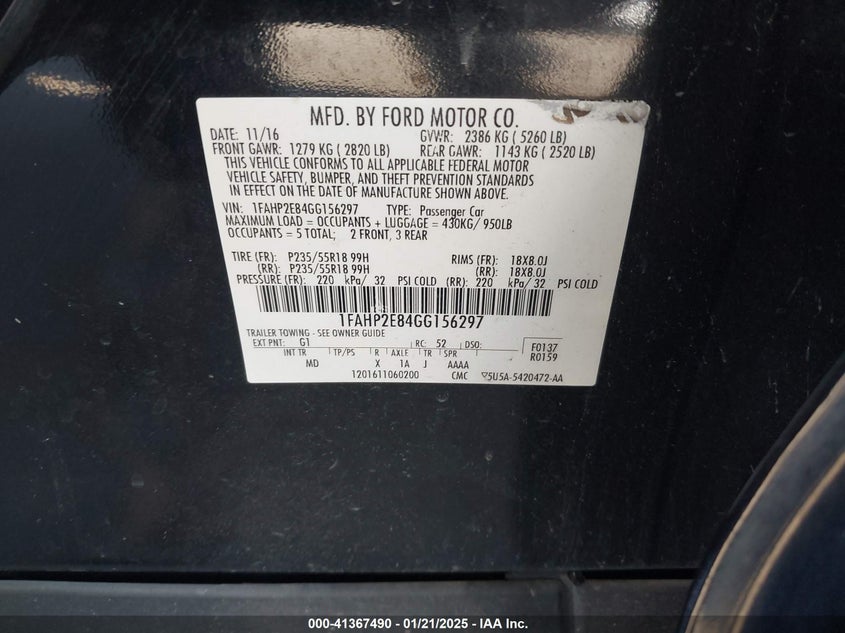 MFD. BY FORD MOTOR CO.
DATE: 11/16 GVWR: 2386 KG ( 5260 LB)
FRONT GAWR: 1279 KG ( 2820 LB) REAR GAWR: 1143 KG ( 2520 LB)
THIS VEHICLE CONFORMS TO ALL APPLICABLE FEDERAL MOTOR
VEHICLE SAFETY, BUMPER, AND THEFT PREVENTION STANDARDS
IN EFFECT ON THE DATE OF MANUFACTURE SHOWN ABOVE.
VIN: 1FAHP2E84GG156297 TYPE: Passenger Car
MAXIMUM LOAD = OCCUPANTS + LUGGAGE = 430KG/ 950LB
OCCUPANTS = 5 TOTAL; 2 FRONT, 3 REAR
TIRE (FR): P235/55R18 99H RIMS (FR): 18X8.0J
(RR): P235/55R18 99H (RR): 18X8.0J
PRESSURE (FR): 220 kPa/ 32 PSI COLD (RR): 220 kPa/ 32 PSI COLD
1FAHP2E84GG156297
TRAILER TOWING - SEE OWNER GUIDE
EXT PNT: G1 RC: 52 DSO: F0137
INT TR TP/PS R AXLE TR SPR R0159
MD X 1A J AAAA
1201611060200 CMC ▽5U5A-5420472-AA
000-41367490 - 01/21/2025 - IAA Inc.